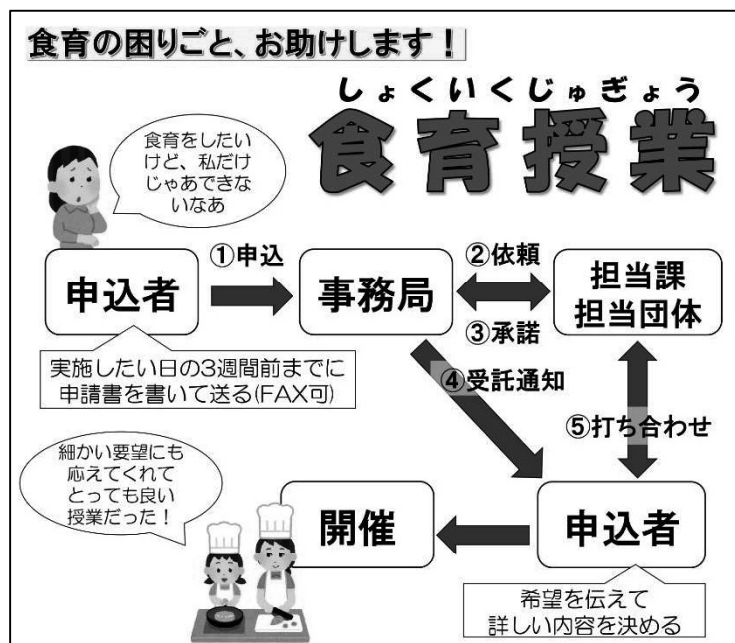 食育の困りごと、お助けします！
しょくいくじゅぎょう
食育授業
食育をしたい
けど、私だけ
じゃあできな
いなあ
申込者
①申込
事務局
②依頼
③承諾
担当課
担当団体
実施したい日の3週間前までに
申請書を書いて送る(FAX可)
④受託通知
⑤打ち合わせ
細かい要望にも
応えてくれて
とっても良い
授業だった！
開催
申込者
希望を伝えて
詳しい内容を決める